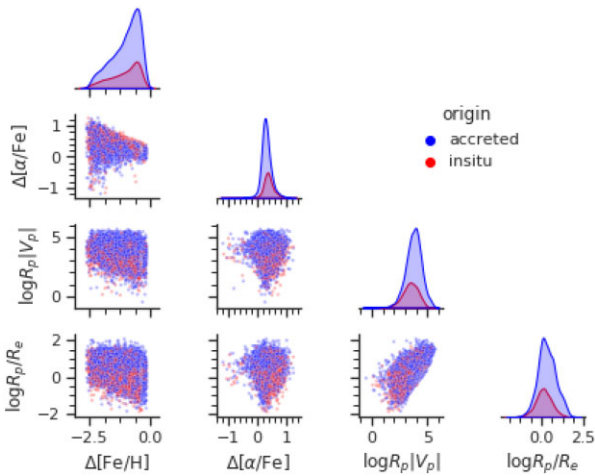 origin
accreted
insitu
Δ[α/Fe]
1
0
−1
logR_p|V_p|
5
0
logR_p/R_e
2
0
−2
−2.5 0.0
−1 0 1
0 5
0.0 2.5
Δ[Fe/H]
Δ[α/Fe]
logR_p|V_p|
logR_p/R_e